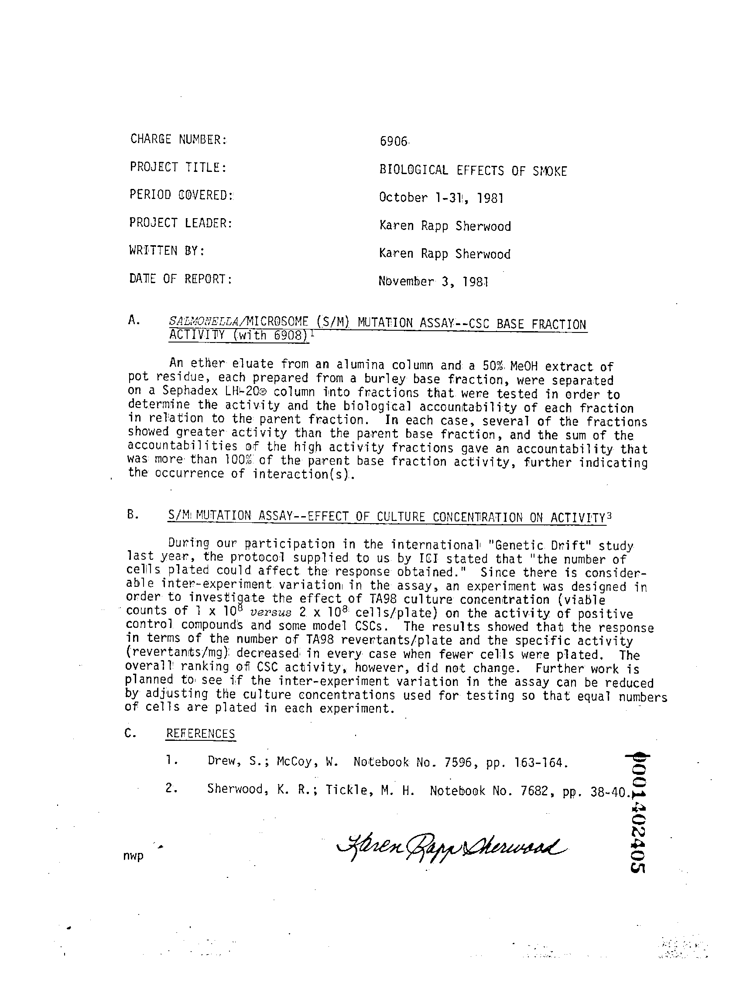 CHARGE NUMBER: 6906
PROJECT TITLE: BIOLOGICAL EFFECTS OF SMOKE
PERIOD COVERED: October 1-31, 1981
PROJECT LEADER: Karen Rapp Sherwood
WRITTEN BY: Karen Rapp Sherwood
DATE OF REPORT: November 3, 1981
A. SALMONELLA/MICROSOME (S/M) MUTATION ASSAY--CSC BASE FRACTION
ACTIVITY (with 6908)¹
An ether eluate from an alumina column and a 50% MeOH extract of
pot residue, each prepared from a burley base fraction, were separated
on a Sephadex LH-20® column into fractions that were tested in order to
determine the activity and the biological accountability of each fraction
in relation to the parent fraction. In each case, several of the fractions
showed greater activity than the parent base fraction, and the sum of the
accountabilities of the high activity fractions gave an accountability that
was more than 100% of the parent base fraction activity, further indicating
the occurrence of interaction(s).
B. S/M MUTATION ASSAY--EFFECT OF CULTURE CONCENTRATION ON ACTIVITY³
During our participation in the international "Genetic Drift" study
last year, the protocol supplied to us by ICI stated that "the number of
cells plated could affect the response obtained." Since there is consider-
able inter-experiment variation in the assay, an experiment was designed in
order to investigate the effect of TA98 culture concentration (viable
counts of 1 x 10⁸ versus 2 x 10⁸ cells/plate) on the activity of positive
control compounds and some model CSCs. The results showed that the response
in terms of the number of TA98 revertants/plate and the specific activity
(revertants/mg) decreased in every case when fewer cells were plated. The
overall ranking of CSC activity, however, did not change. Further work is
planned to see if the inter-experiment variation in the assay can be reduced
by adjusting the culture concentrations used for testing so that equal numbers
of cells are plated in each experiment.
C. REFERENCES
1. Drew, S.; McCoy, W. Notebook No. 7596, pp. 163-164.
2. Sherwood, K. R.; Tickle, M. H. Notebook No. 7682, pp. 38-40.
0001402405
Karen Rapp Sherwood
nwp